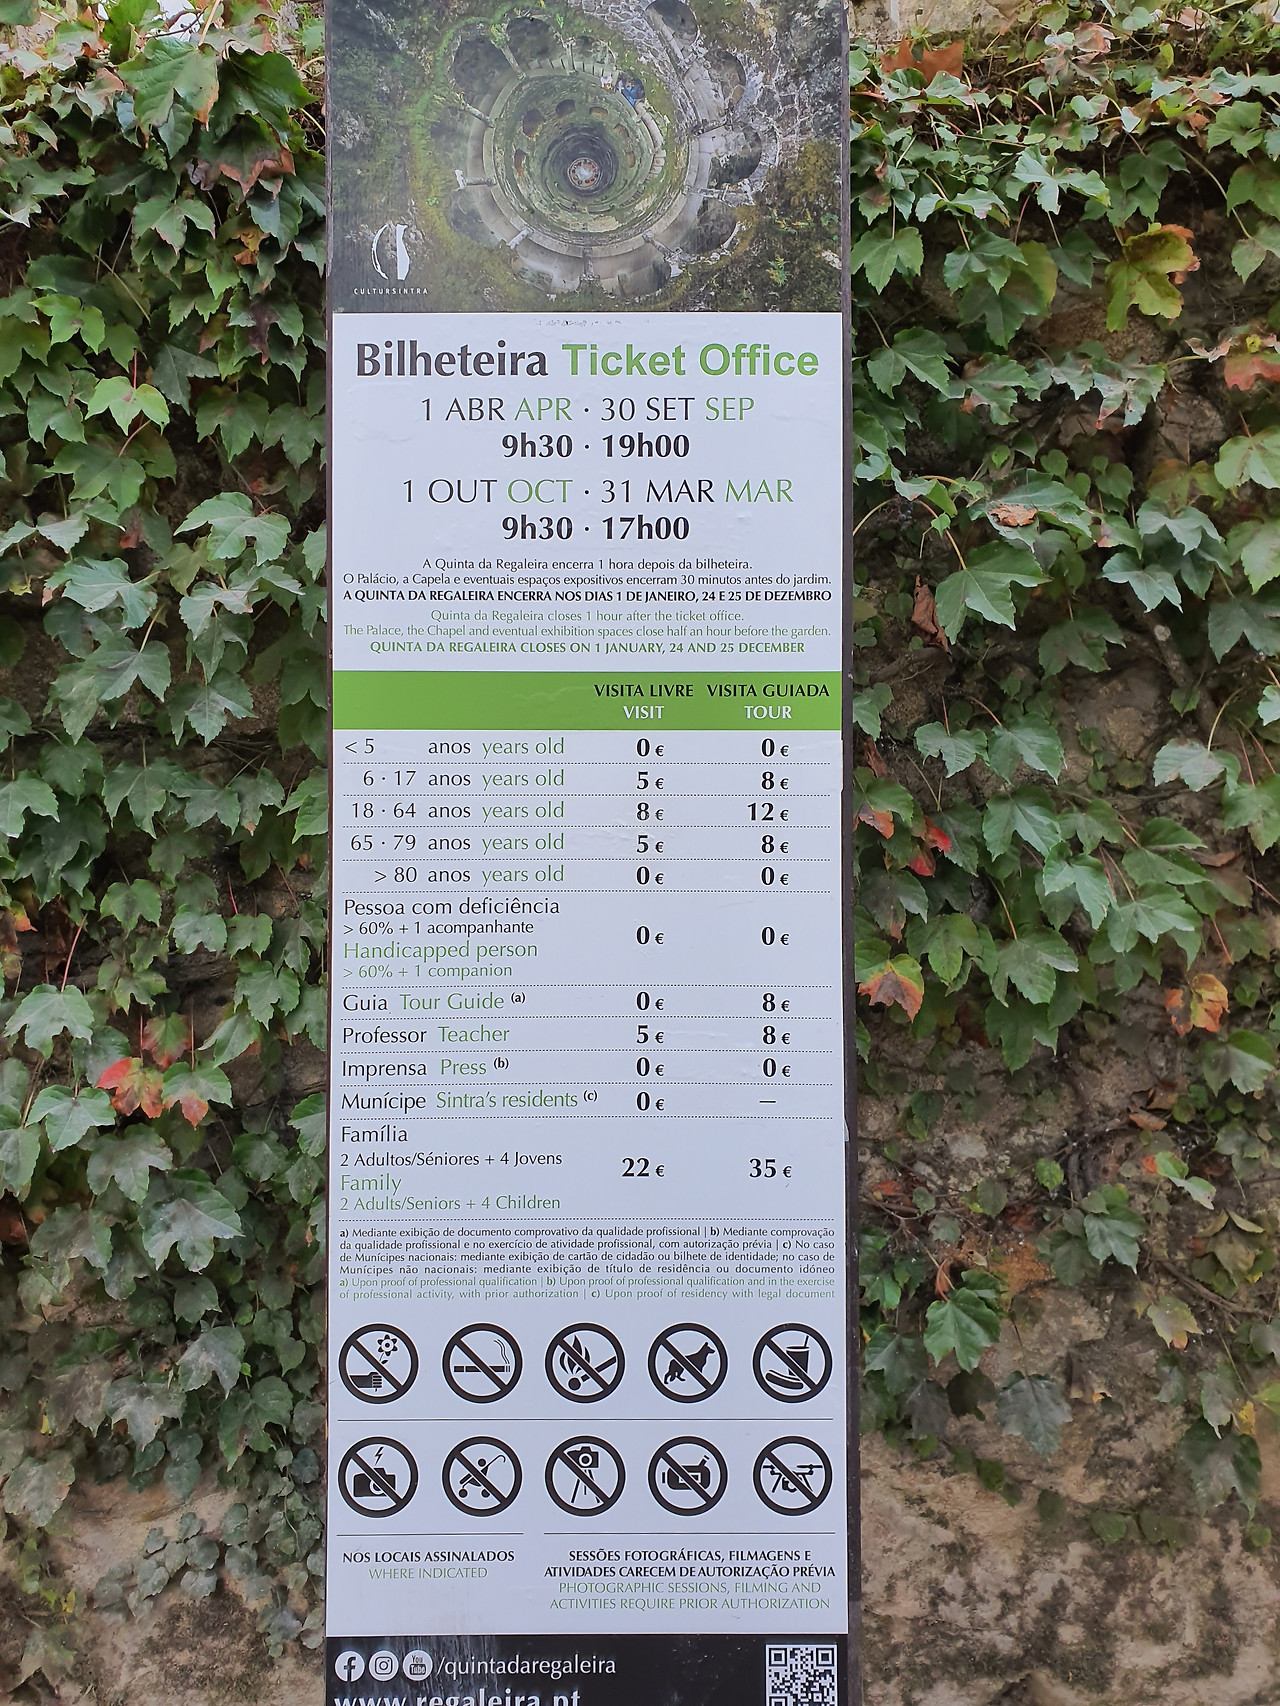 CULTURSINTRA
Bilheteira Ticket Office
1 ABR APR · 30 SET SEP
9h30 · 19h00
1 OUT OCT · 31 MAR MAR
9h30 · 17h00
A Quinta da Regaleira encerra 1 hora depois da bilheteira.
O Palácio, a Capela e eventuais espaços expositivos encerram 30 minutos antes do jardim.
A QUINTA DA REGALEIRA ENCERRA NOS DIAS 1 DE JANEIRO, 24 E 25 DE DEZEMBRO
Quinta da Regaleira closes 1 hour after the ticket office.
The Palace, the Chapel and eventual exhibition spaces close half an hour before the garden.
QUINTA DA REGALEIRA CLOSES ON 1 JANUARY, 24 AND 25 DECEMBER
VISITA LIVRE VISITA GUIADA
VISIT TOUR
< 5 anos years old 0 € 0 €
6 · 17 anos years old 5 € 8 €
18 · 64 anos years old 8 € 12 €
65 · 79 anos years old 5 € 8 €
> 80 anos years old 0 € 0 €
Pessoa com deficiência
> 60% + 1 acompanhante
0 € 0 €
Handicapped person
> 60% + 1 companion
Guia Tour Guide (a) 0 € 8 €
Professor Teacher 5 € 8 €
Imprensa Press (b) 0 € 0 €
Munícipe Sintra's residents (c) 0 € —
Família
2 Adultos/Séniores + 4 Jovens
22 € 35 €
Family
2 Adults/Seniors + 4 Children
a) Mediante exibição de documento comprovativo da qualidade profissional | b) Mediante comprovação
da qualidade profissional e no exercício de atividade profissional, com autorização prévia | c) No caso
de Munícipes nacionais: mediante exibição de cartão de cidadão ou bilhete de identidade; no caso de
Munícipes não nacionais: mediante exibição de título de residência ou documento idóneo
a) Upon proof of professional qualification | b) Upon proof of professional qualification and in the exercise
of professional activity, with prior authorization | c) Upon proof of residency with legal document
NOS LOCAIS ASSINALADOS
WHERE INDICATED
SESSÕES FOTOGRÁFICAS, FILMAGENS E
ATIVIDADES CARECEM DE AUTORIZAÇÃO PRÉVIA
PHOTOGRAPHIC SESSIONS, FILMING AND
ACTIVITIES REQUIRE PRIOR AUTHORIZATION
You Tube /quintadaregaleira
www.regaleira.pt